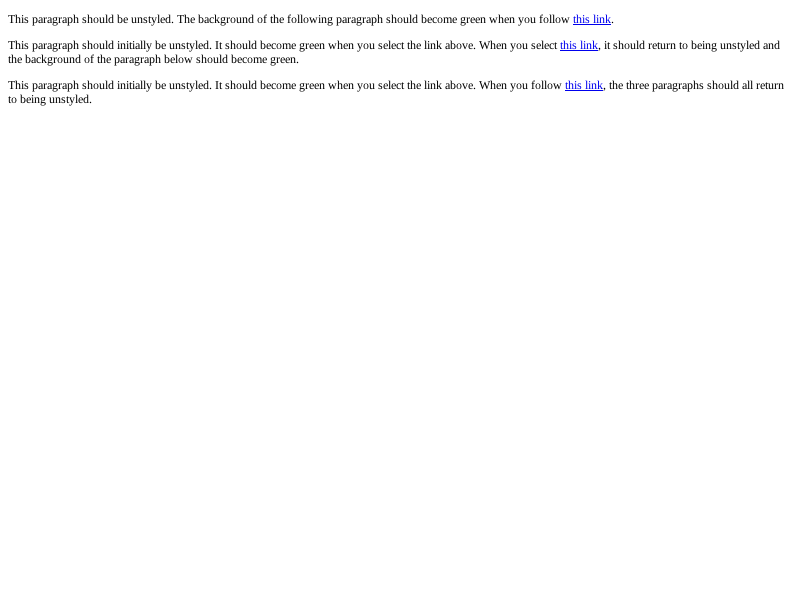 This paragraph should be unstyled. The background of the following paragraph should become green when you follow this link.
This paragraph should initially be unstyled. It should become green when you select the link above. When you select this link, it should return to being unstyled and
the background of the paragraph below should become green.
This paragraph should initially be unstyled. It should become green when you select the link above. When you follow this link, the three paragraphs should all return
to being unstyled.